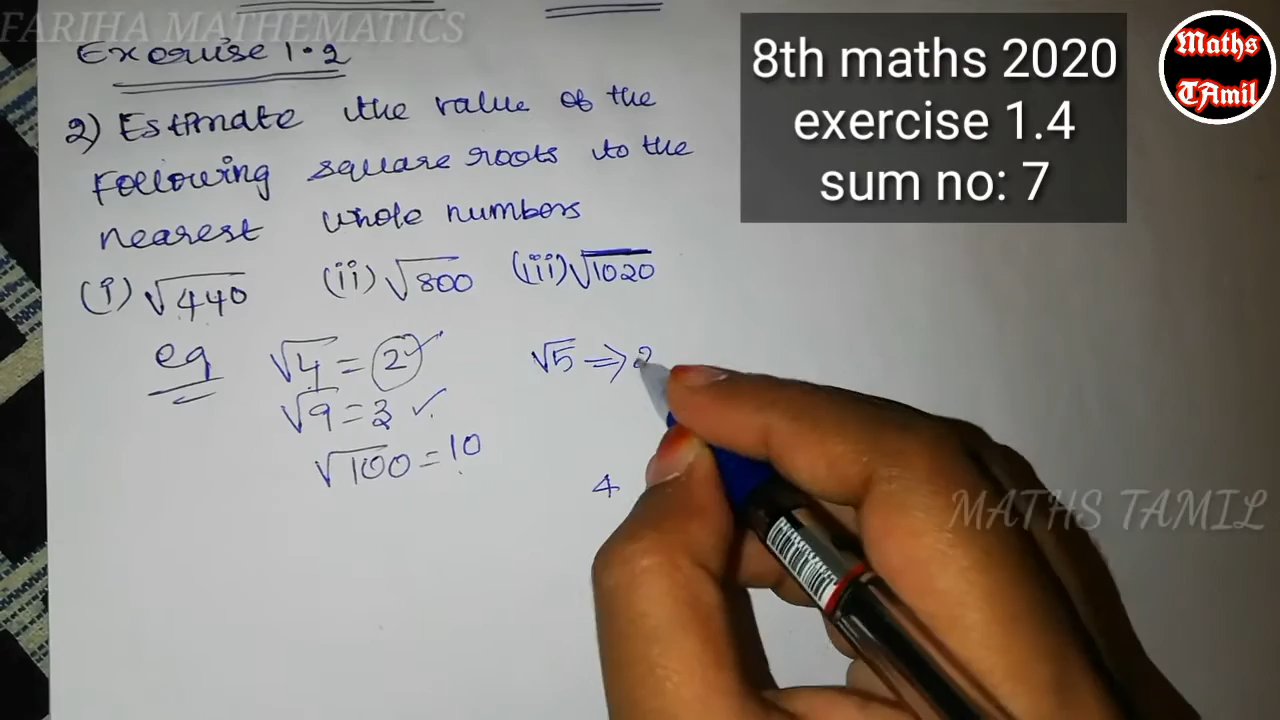 FARIHA MATHEMATICS
Exercise 1.2
2) Estimate the value of the
Following square roots to the
nearest whole numbers
(i) √440 (ii) √800 (iii) √1020
eg √4 = 2 ✓
√9 = 3 ✓
√100 = 10
√5 ⇒ 2
4
8th maths 2020
exercise 1.4
sum no: 7
Maths
TAmil
MATHS TAMIL